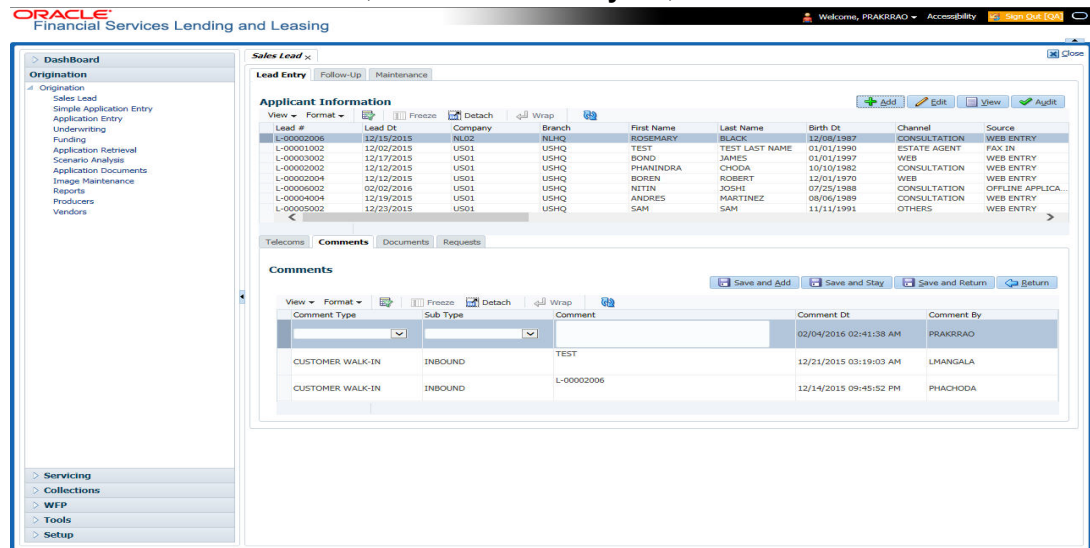 ORACLE
Financial Services Lending and Leasing
Welcome, PRAKRRAO Accessibility Sign Out [QA]
Close
DashBoard
Origination
Origination
Sales Lead
Simple Application Entry
Application Entry
Underwriting
Funding
Application Retrieval
Scenario Analysis
Application Documents
Image Maintenance
Reports
Producers
Vendors
Servicing
Collections
WFP
Tools
Setup
Sales Lead x
Lead Entry Follow-Up Maintenance
Applicant Information
Add Edit View Audit
View Format Freeze Detach Wrap
Lead # Lead Dt Company Branch First Name Last Name Birth Dt Channel Source
L-00002006 12/15/2015 NL02 NLHQ ROSEMARY BLACK 12/08/1987 CONSULTATION WEB ENTRY
L-00001002 12/02/2015 US01 USHQ TEST TEST LAST NAME 01/01/1990 ESTATE AGENT FAX IN
L-00003002 12/17/2015 US01 USHQ BOND JAMES 01/01/1997 WEB WEB ENTRY
L-00002002 12/12/2015 US01 USHQ PHANINDRA CHODA 10/10/1982 CONSULTATION WEB ENTRY
L-00002004 12/12/2015 US01 USHQ BOREN ROBERT 12/01/1970 WEB WEB ENTRY
L-00006002 02/02/2016 US01 USHQ NITIN JOSHI 07/25/1988 CONSULTATION OFFLINE APPLICA...
L-00004004 12/19/2015 US01 USHQ ANDRES MARTINEZ 08/06/1989 CONSULTATION WEB ENTRY
L-00005002 12/23/2015 US01 USHQ SAM SAM 11/11/1991 OTHERS WEB ENTRY
Telecoms Comments Documents Requests
Comments
Save and Add Save and Stay Save and Return Return
View Format Freeze Detach Wrap
Comment Type Sub Type Comment Comment Dt Comment By
02/04/2016 02:41:38 AM PRAKRRAO
CUSTOMER WALK-IN INBOUND TEST 12/21/2015 03:19:03 AM LMANGALA
CUSTOMER WALK-IN INBOUND L-00002006 12/14/2015 09:45:52 PM PHACHODA